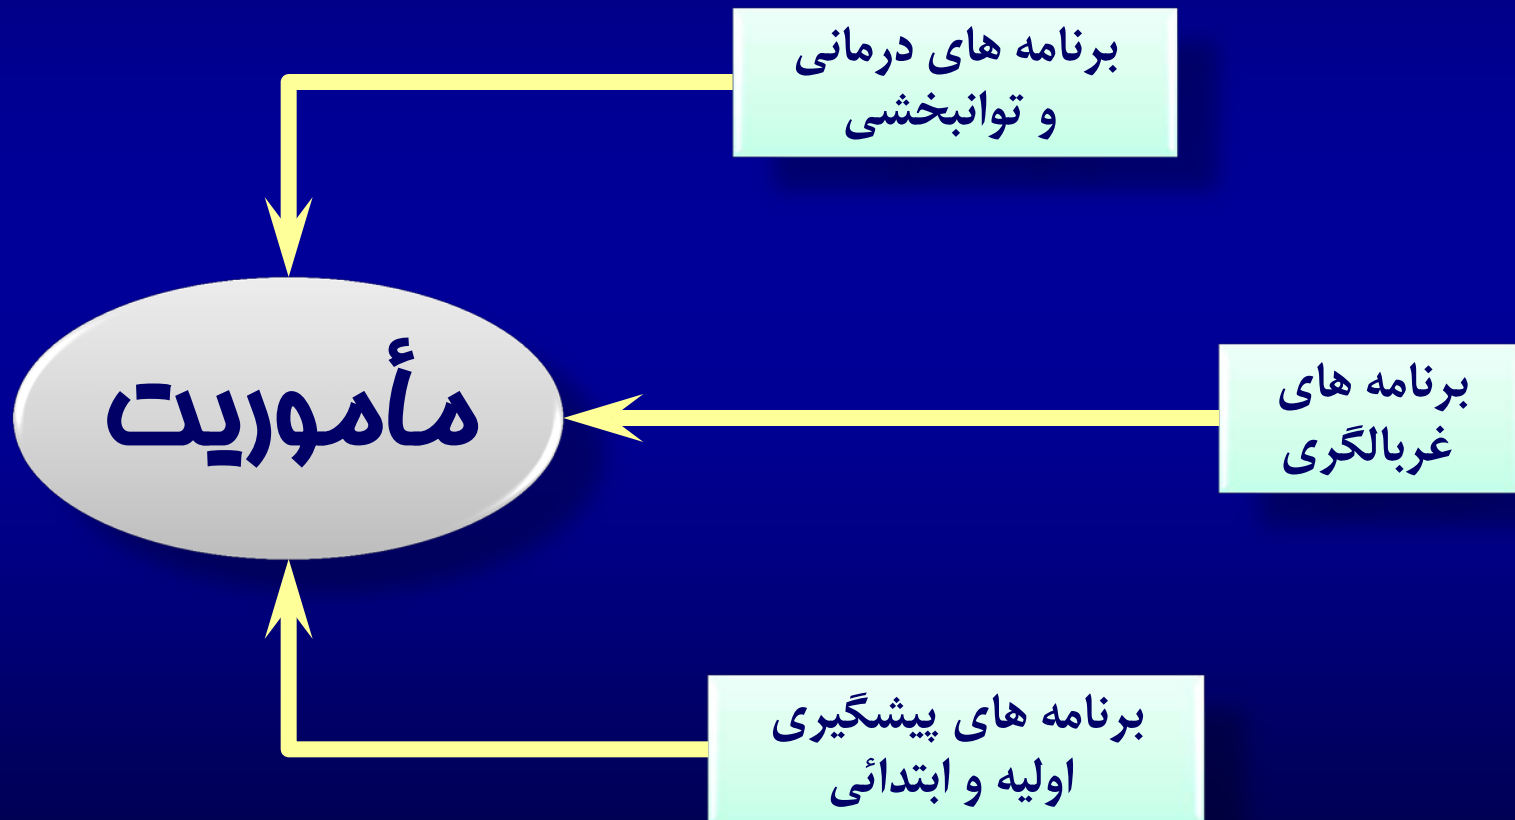 برنامه های درمانی
و توانبخشی
مأموریت
برنامه های
غربالگری
برنامه های پیشگیری
اولیه و ابتدائی